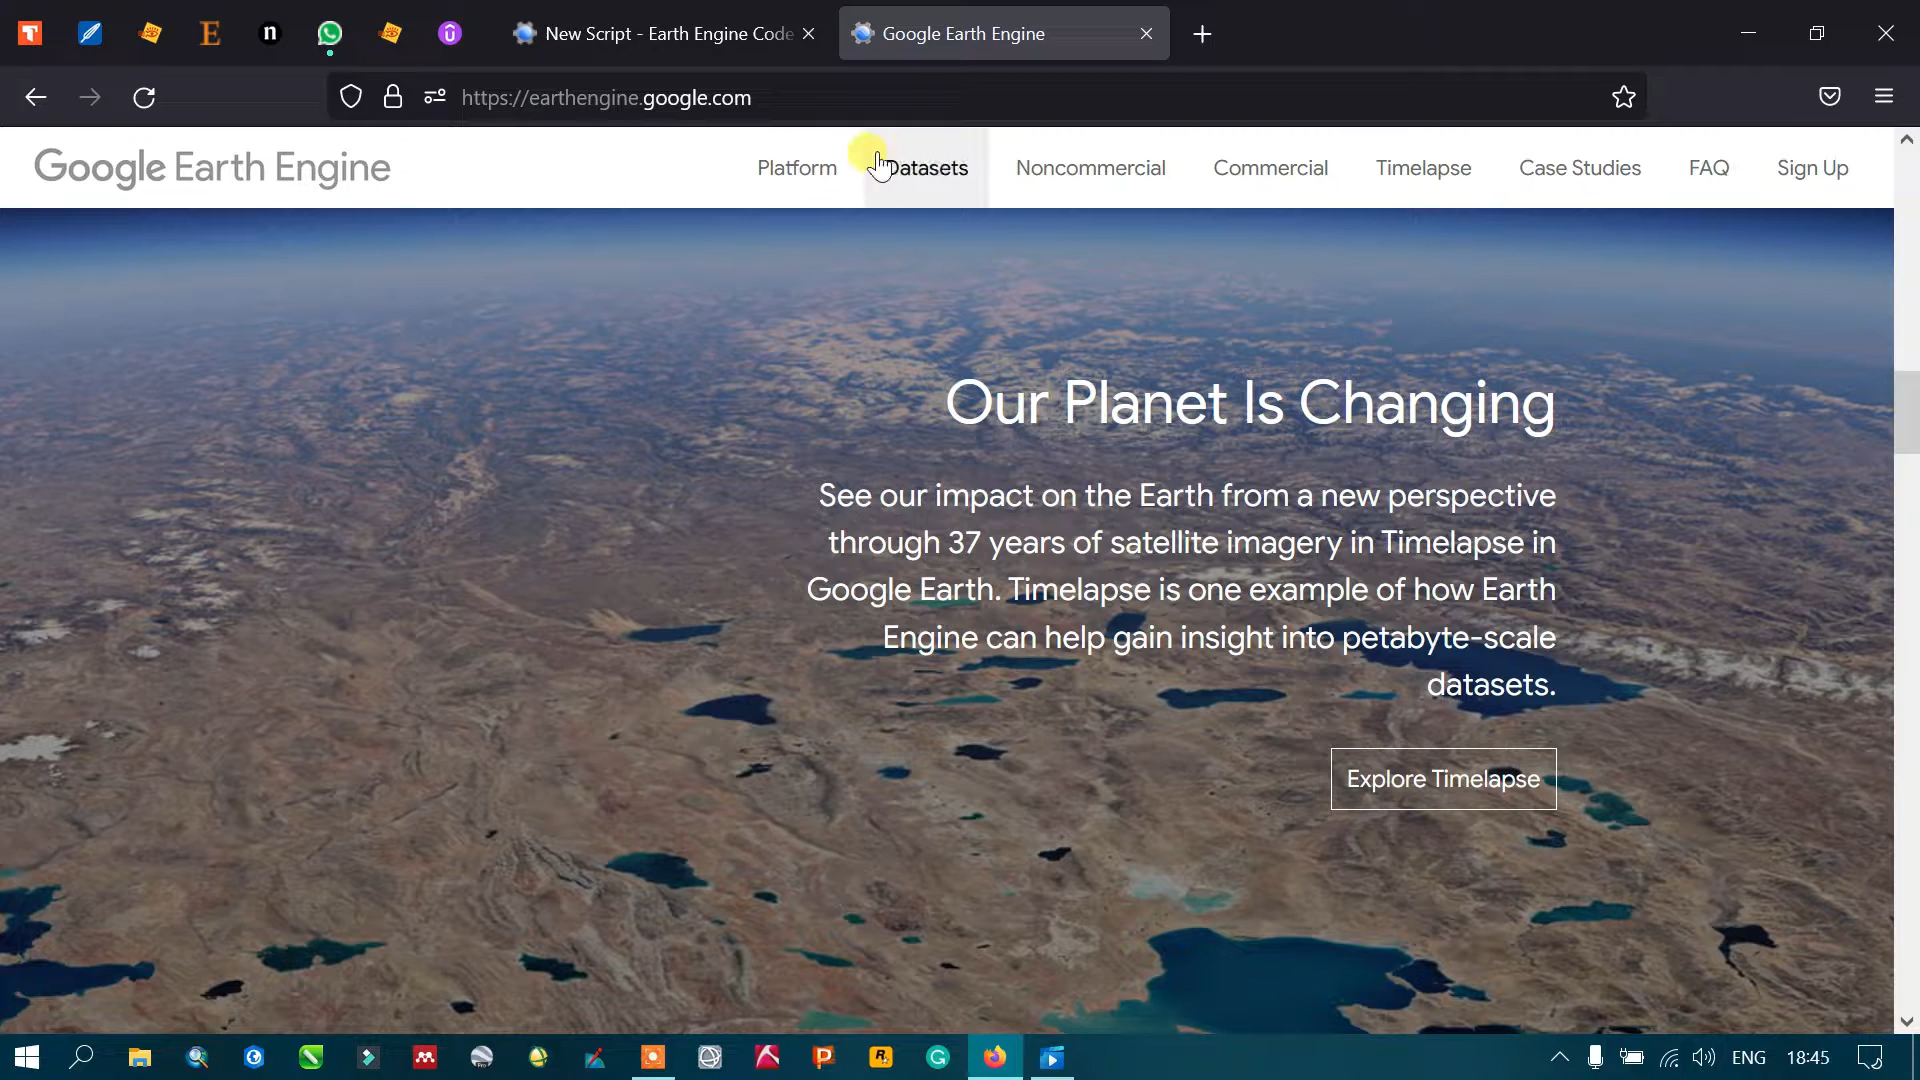 New Script - Earth Engine Code
Google Earth Engine
https://earthengine.google.com
Google Earth Engine
Platform
Datasets
Noncommercial
Commercial
Timelapse
Case Studies
FAQ
Sign Up
Our Planet Is Changing
See our impact on the Earth from a new perspective
through 37 years of satellite imagery in Timelapse in
Google Earth. Timelapse is one example of how Earth
Engine can help gain insight into petabyte-scale
datasets.
Explore Timelapse
ENG
18:45